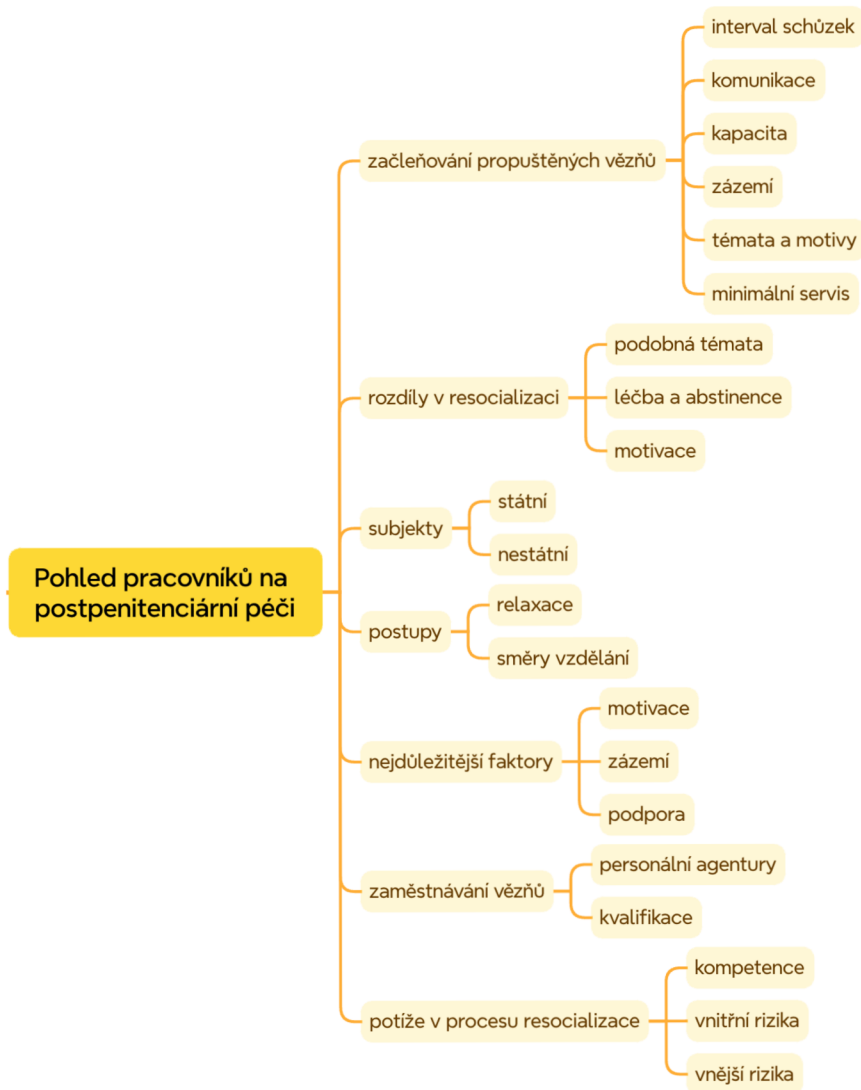 Pohled pracovníků na
postpenitenciární péči
začleňování propuštěných vězňů
interval schůzek
komunikace
kapacita
zázemí
témata a motivy
minimální servis
rozdíly v resocializaci
podobná témata
léčba a abstinence
motivace
subjekty
státní
nestátní
postupy
relaxace
směry vzdělání
nejdůležitější faktory
motivace
zázemí
podpora
zaměstnávání vězňů
personální agentury
kvalifikace
potíže v procesu resocializace
kompetence
vnitřní rizika
vnější rizika